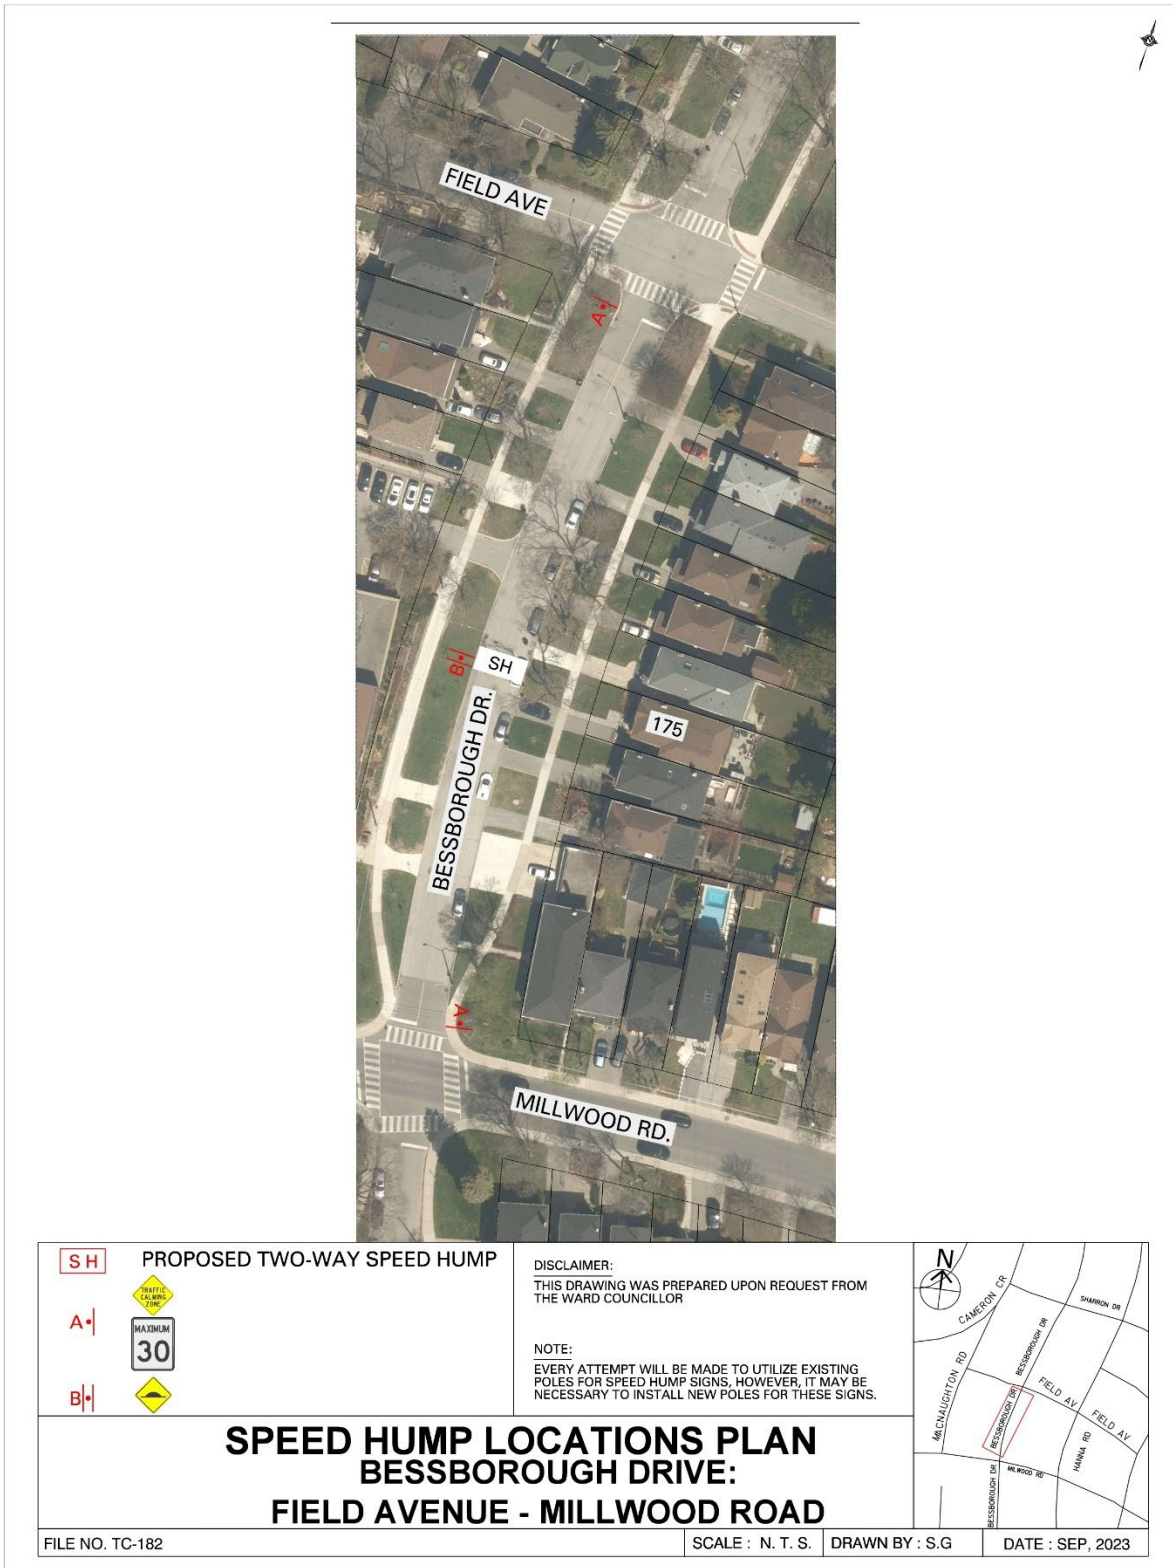 FIELD AVE
A
B
SH
175
BESSBOROUGH DR.
A
MILLWOOD RD.
SH
PROPOSED TWO-WAY SPEED HUMP
TRAFFIC
CALMING
ZONE
A
MAXIMUM
30
B
DISCLAIMER:
THIS DRAWING WAS PREPARED UPON REQUEST FROM
THE WARD COUNCILLOR
NOTE:
EVERY ATTEMPT WILL BE MADE TO UTILIZE EXISTING
POLES FOR SPEED HUMP SIGNS, HOWEVER, IT MAY BE
NECESSARY TO INSTALL NEW POLES FOR THESE SIGNS.
N
CAMERON CR
SHARRON DR
BESSBOROUGH DR
MACNAUGHTON RD
FIELD AV
BESSBOROUGH DR
FIELD AV
HANNA RD
MILWOOD RD
BESSBOROUGH DR
SPEED HUMP LOCATIONS PLAN
BESSBOROUGH DRIVE:
FIELD AVENUE - MILLWOOD ROAD
FILE NO. TC-182
SCALE : N. T. S.
DRAWN BY : S.G
DATE : SEP, 2023